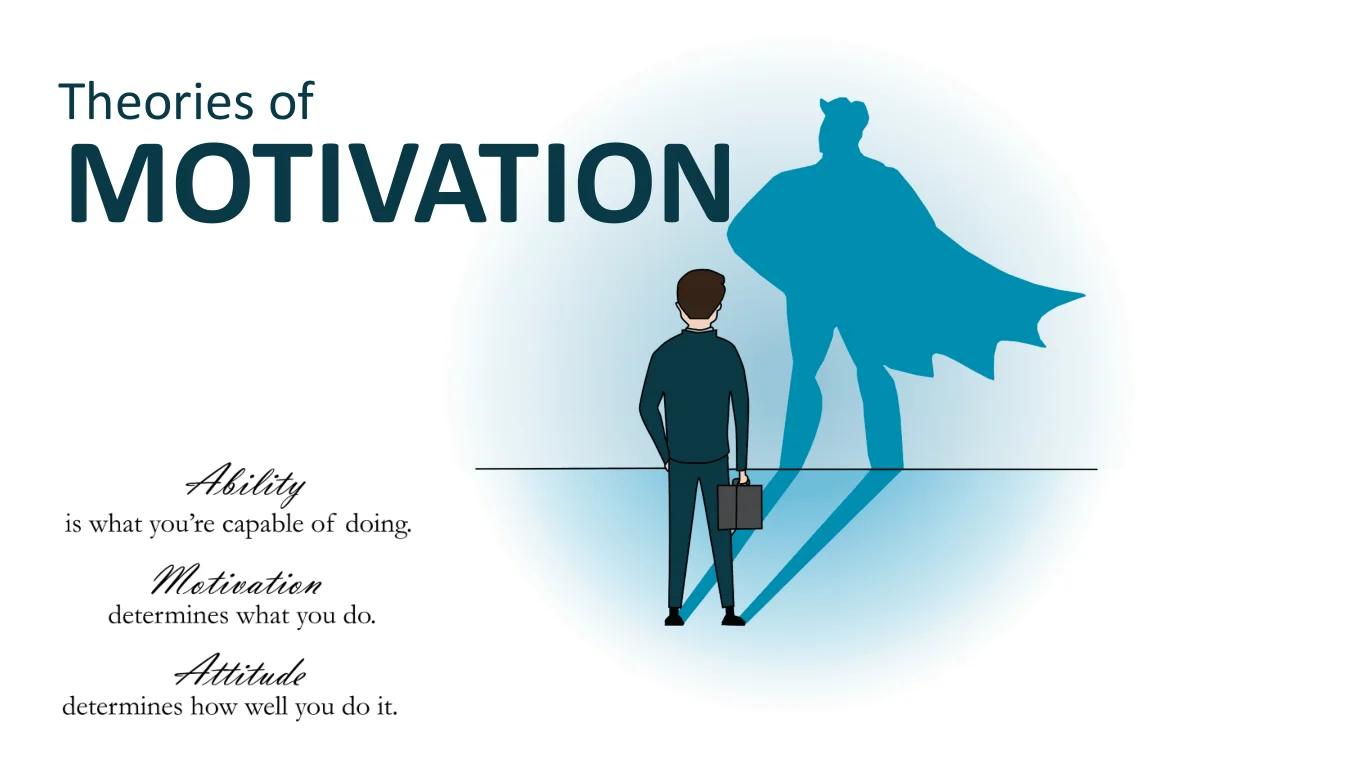 Theories of
MOTIVATION
Ability
is what you’re capable of doing.
Motivation
determines what you do.
Attitude
determines how well you do it.